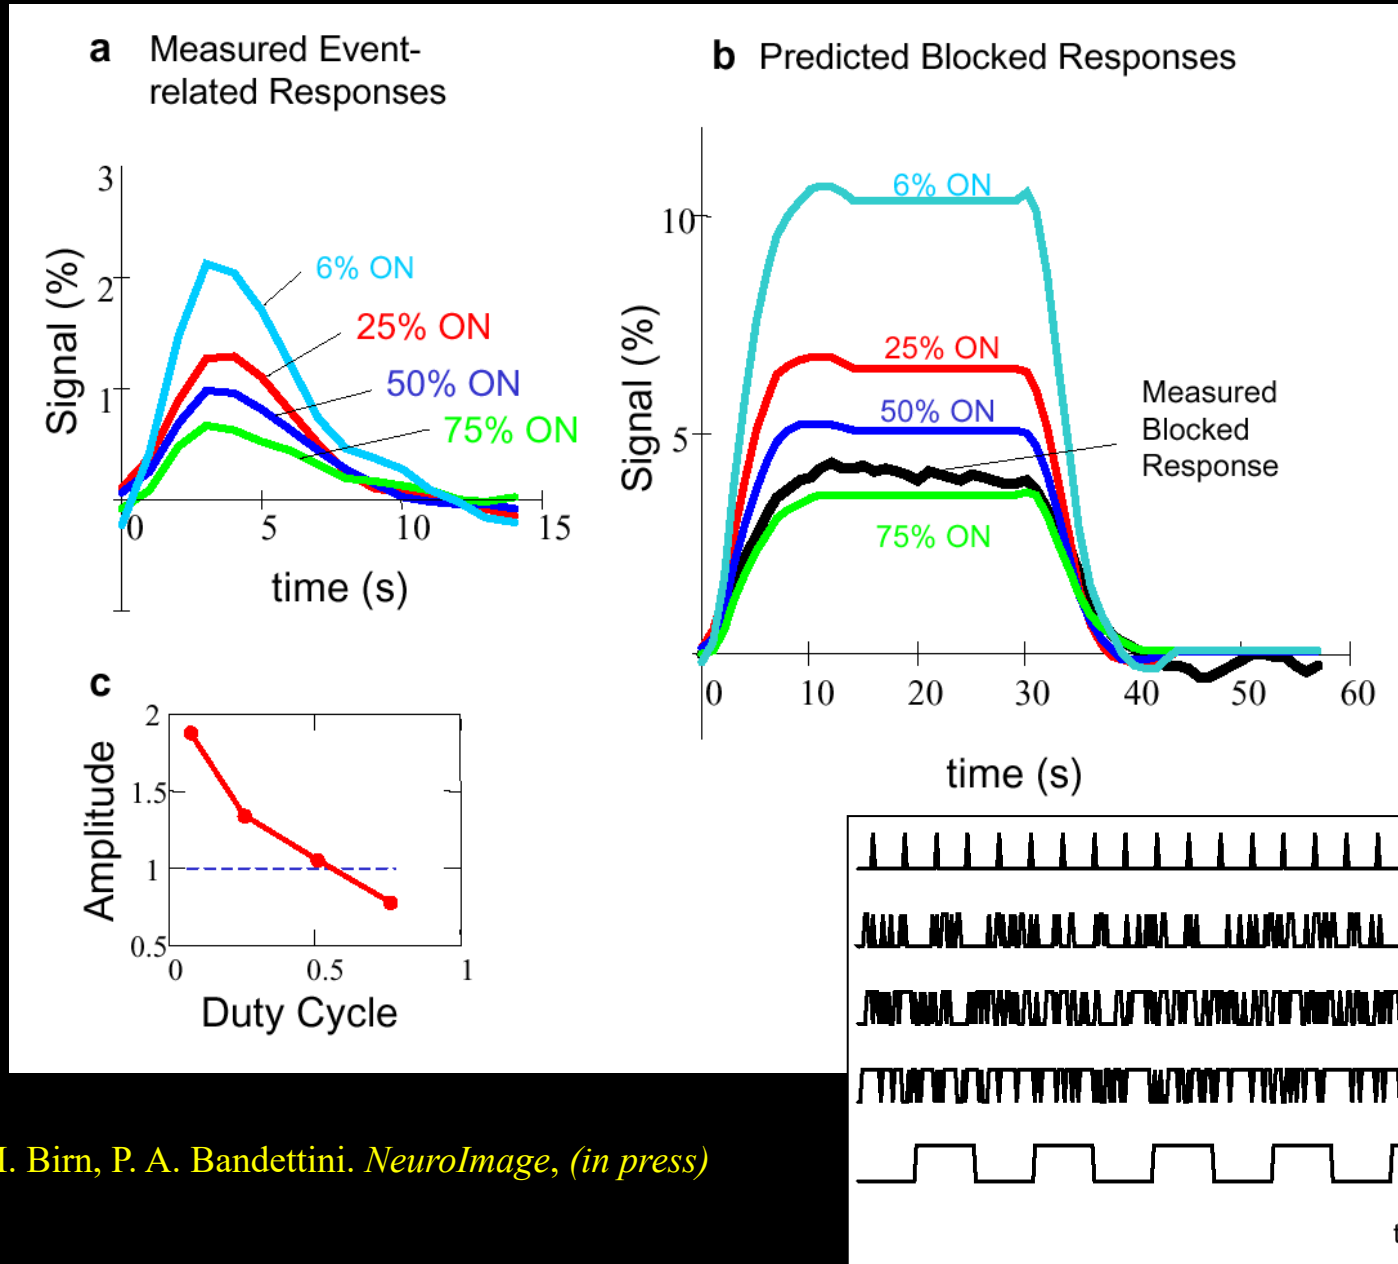 a Measured Event-
related Responses
3
2
1
Signal (%)
6% ON
25% ON
50% ON
75% ON
0 5 10 15
time (s)
b Predicted Blocked Responses
10
5
Signal (%)
6% ON
25% ON
50% ON
75% ON
Measured
Blocked
Response
0 10 20 30 40 50 60
time (s)
c
2
1.5
1
0.5
Amplitude
0 0.5 1
Duty Cycle
t
. Birn, P. A. Bandettini. NeuroImage, (in press)